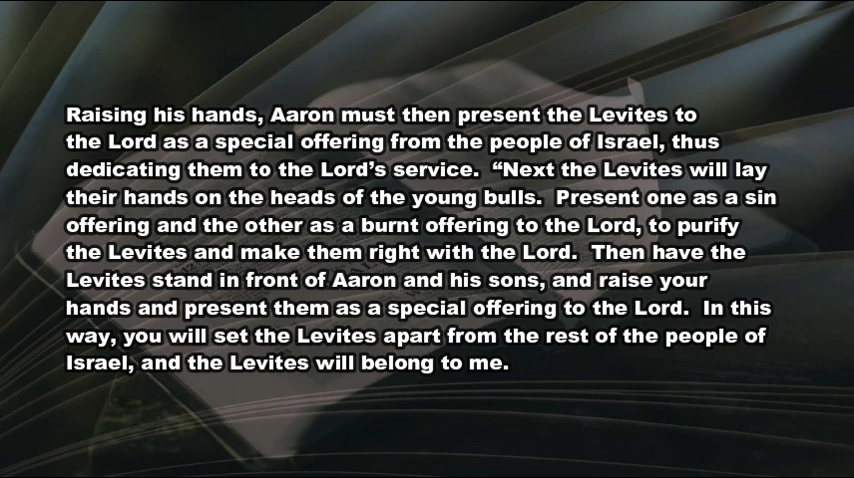 Raising his hands, Aaron must then present the Levites to
the Lord as a special offering from the people of Israel, thus
dedicating them to the Lord’s service.  “Next the Levites will lay
their hands on the heads of the young bulls.  Present one as a sin
offering and the other as a burnt offering to the Lord, to purify
the Levites and make them right with the Lord.  Then have the
Levites stand in front of Aaron and his sons, and raise your
hands and present them as a special offering to the Lord.  In this
way, you will set the Levites apart from the rest of the people of
Israel, and the Levites will belong to me.